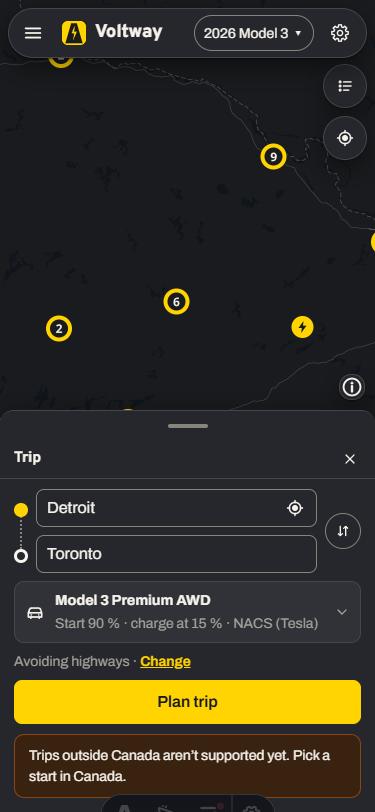 Voltway
2026 Model 3
9
6
2
Trip
Detroit
Toronto
Model 3 Premium AWD
Start 90 % · charge at 15 % · NACS (Tesla)
Avoiding highways · Change
Plan trip
Trips outside Canada aren’t supported yet. Pick a
start in Canada.